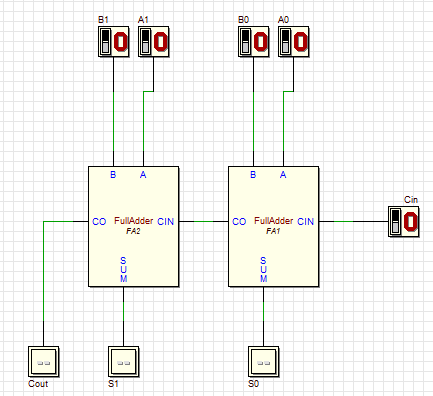 B1 A1 B0 A0
0 0 0 0
B A B A
Cin
CO FullAdder CIN CO FullAdder CIN 0
FA2 FA1
S U M S U M
-- -- --
Cout S1 S0